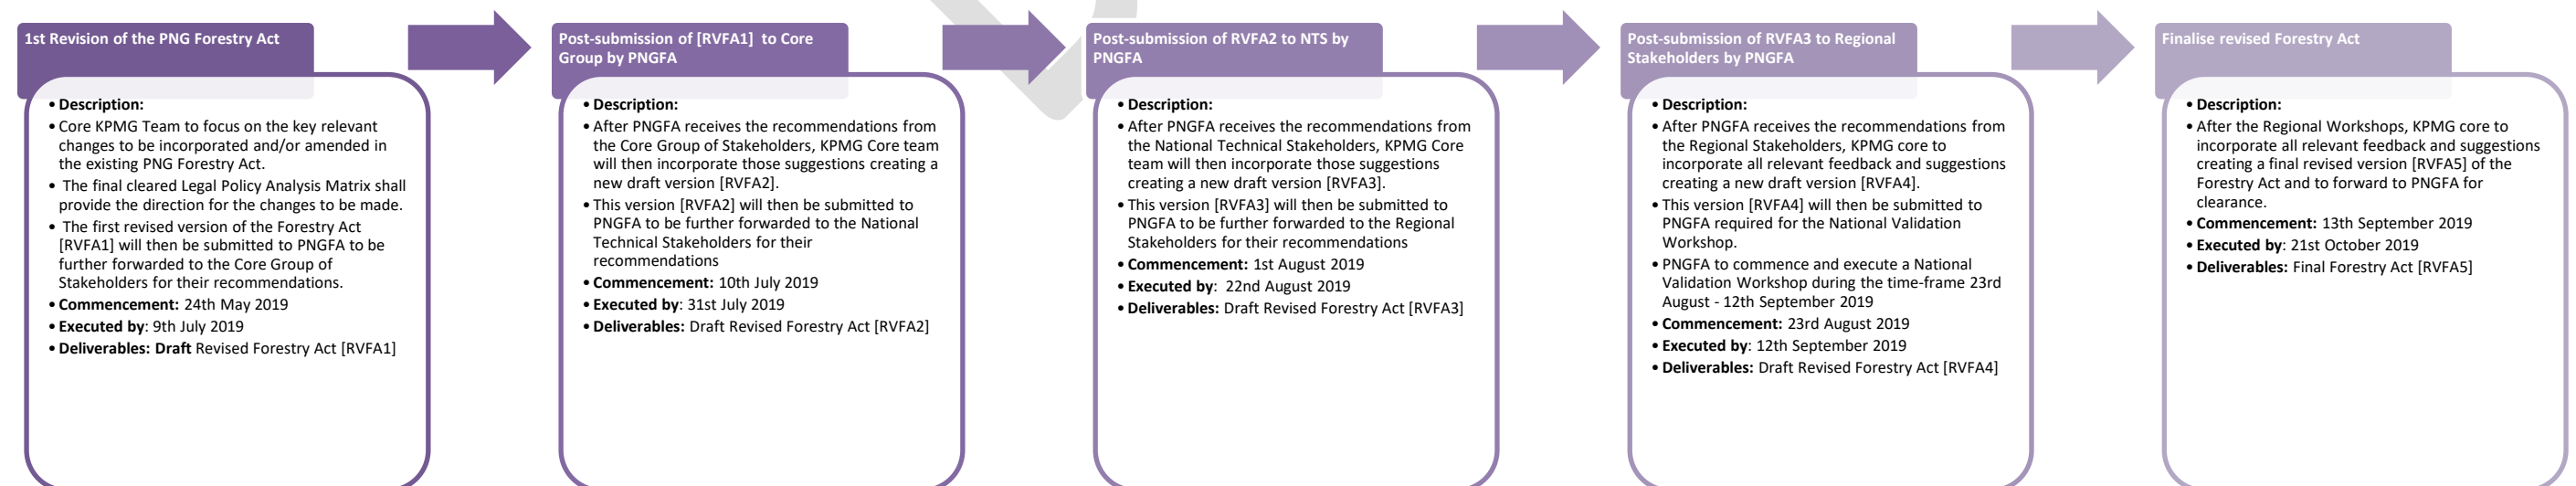 1st Revision of the PNG Forestry Act
• Description:
• Core KPMG Team to focus on the key relevant
changes to be incorporated and/or amended in
the existing PNG Forestry Act.
• The final cleared Legal Policy Analysis Matrix shall
provide the direction for the changes to be made.
• The first revised version of the Forestry Act
[RVFA1] will then be submitted to PNGFA to be
further forwarded to the Core Group of
Stakeholders for their recommendations.
• Commencement: 24th May 2019
• Executed by: 9th July 2019
• Deliverables: Draft Revised Forestry Act [RVFA1]
Post-submission of [RVFA1] to Core
Group by PNGFA
• Description:
• After PNGFA receives the recommendations from
the Core Group of Stakeholders, KPMG Core team
will then incorporate those suggestions creating a
new draft version [RVFA2].
• This version [RVFA2] will then be submitted to
PNGFA to be further forwarded to the National
Technical Stakeholders for their
recommendations
• Commencement: 10th July 2019
• Executed by: 31st July 2019
• Deliverables: Draft Revised Forestry Act [RVFA2]
Post-submission of RVFA2 to NTS by
PNGFA
• Description:
• After PNGFA receives the recommendations from
the National Technical Stakeholders, KPMG Core
team will then incorporate those suggestions
creating a new draft version [RVFA3].
• This version [RVFA3] will then be submitted to
PNGFA to be further forwarded to the Regional
Stakeholders for their recommendations
• Commencement: 1st August 2019
• Executed by: 22nd August 2019
• Deliverables: Draft Revised Forestry Act [RVFA3]
Post-submission of RVFA3 to Regional
Stakeholders by PNGFA
• Description:
• After PNGFA receives the recommendations from
the Regional Stakeholders, KPMG core to
incorporate all relevant feedback and suggestions
creating a new draft version [RVFA4].
• This version [RVFA4] will then be submitted to
PNGFA required for the National Validation
Workshop.
• PNGFA to commence and execute a National
Validation Workshop during the time-frame 23rd
August - 12th September 2019
• Commencement: 23rd August 2019
• Executed by: 12th September 2019
• Deliverables: Draft Revised Forestry Act [RVFA4]
Finalise revised Forestry Act
• Description:
• After the Regional Workshops, KPMG core to
incorporate all relevant feedback and suggestions
creating a final revised version [RVFA5] of the
Forestry Act and to forward to PNGFA for
clearance.
• Commencement: 13th September 2019
• Executed by: 21st October 2019
• Deliverables: Final Forestry Act [RVFA5]